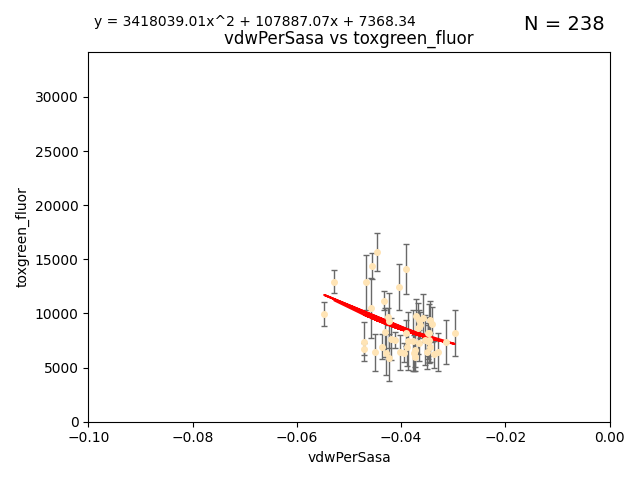 y = 3418039.01x^2 + 107887.07x + 7368.34
N = 238
vdwPerSasa vs toxgreen_fluor
toxgreen_fluor
30000
25000
20000
15000
10000
5000
0
−0.10 −0.08 −0.06 −0.04 −0.02 0.00
vdwPerSasa